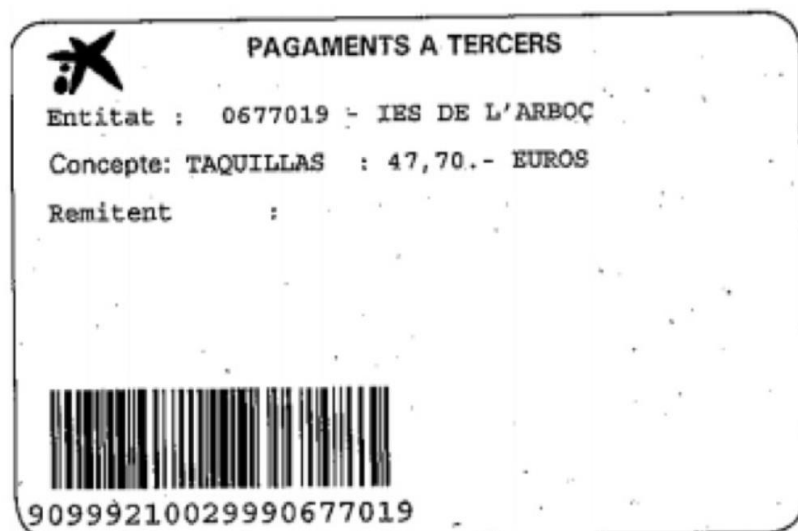 PAGAMENTS A TERCERS
Entitat : 0677019 - IES DE L'ARBOÇ
Concepte: TAQUILLAS : 47,70.- EUROS
Remitent :
90999210029990677019